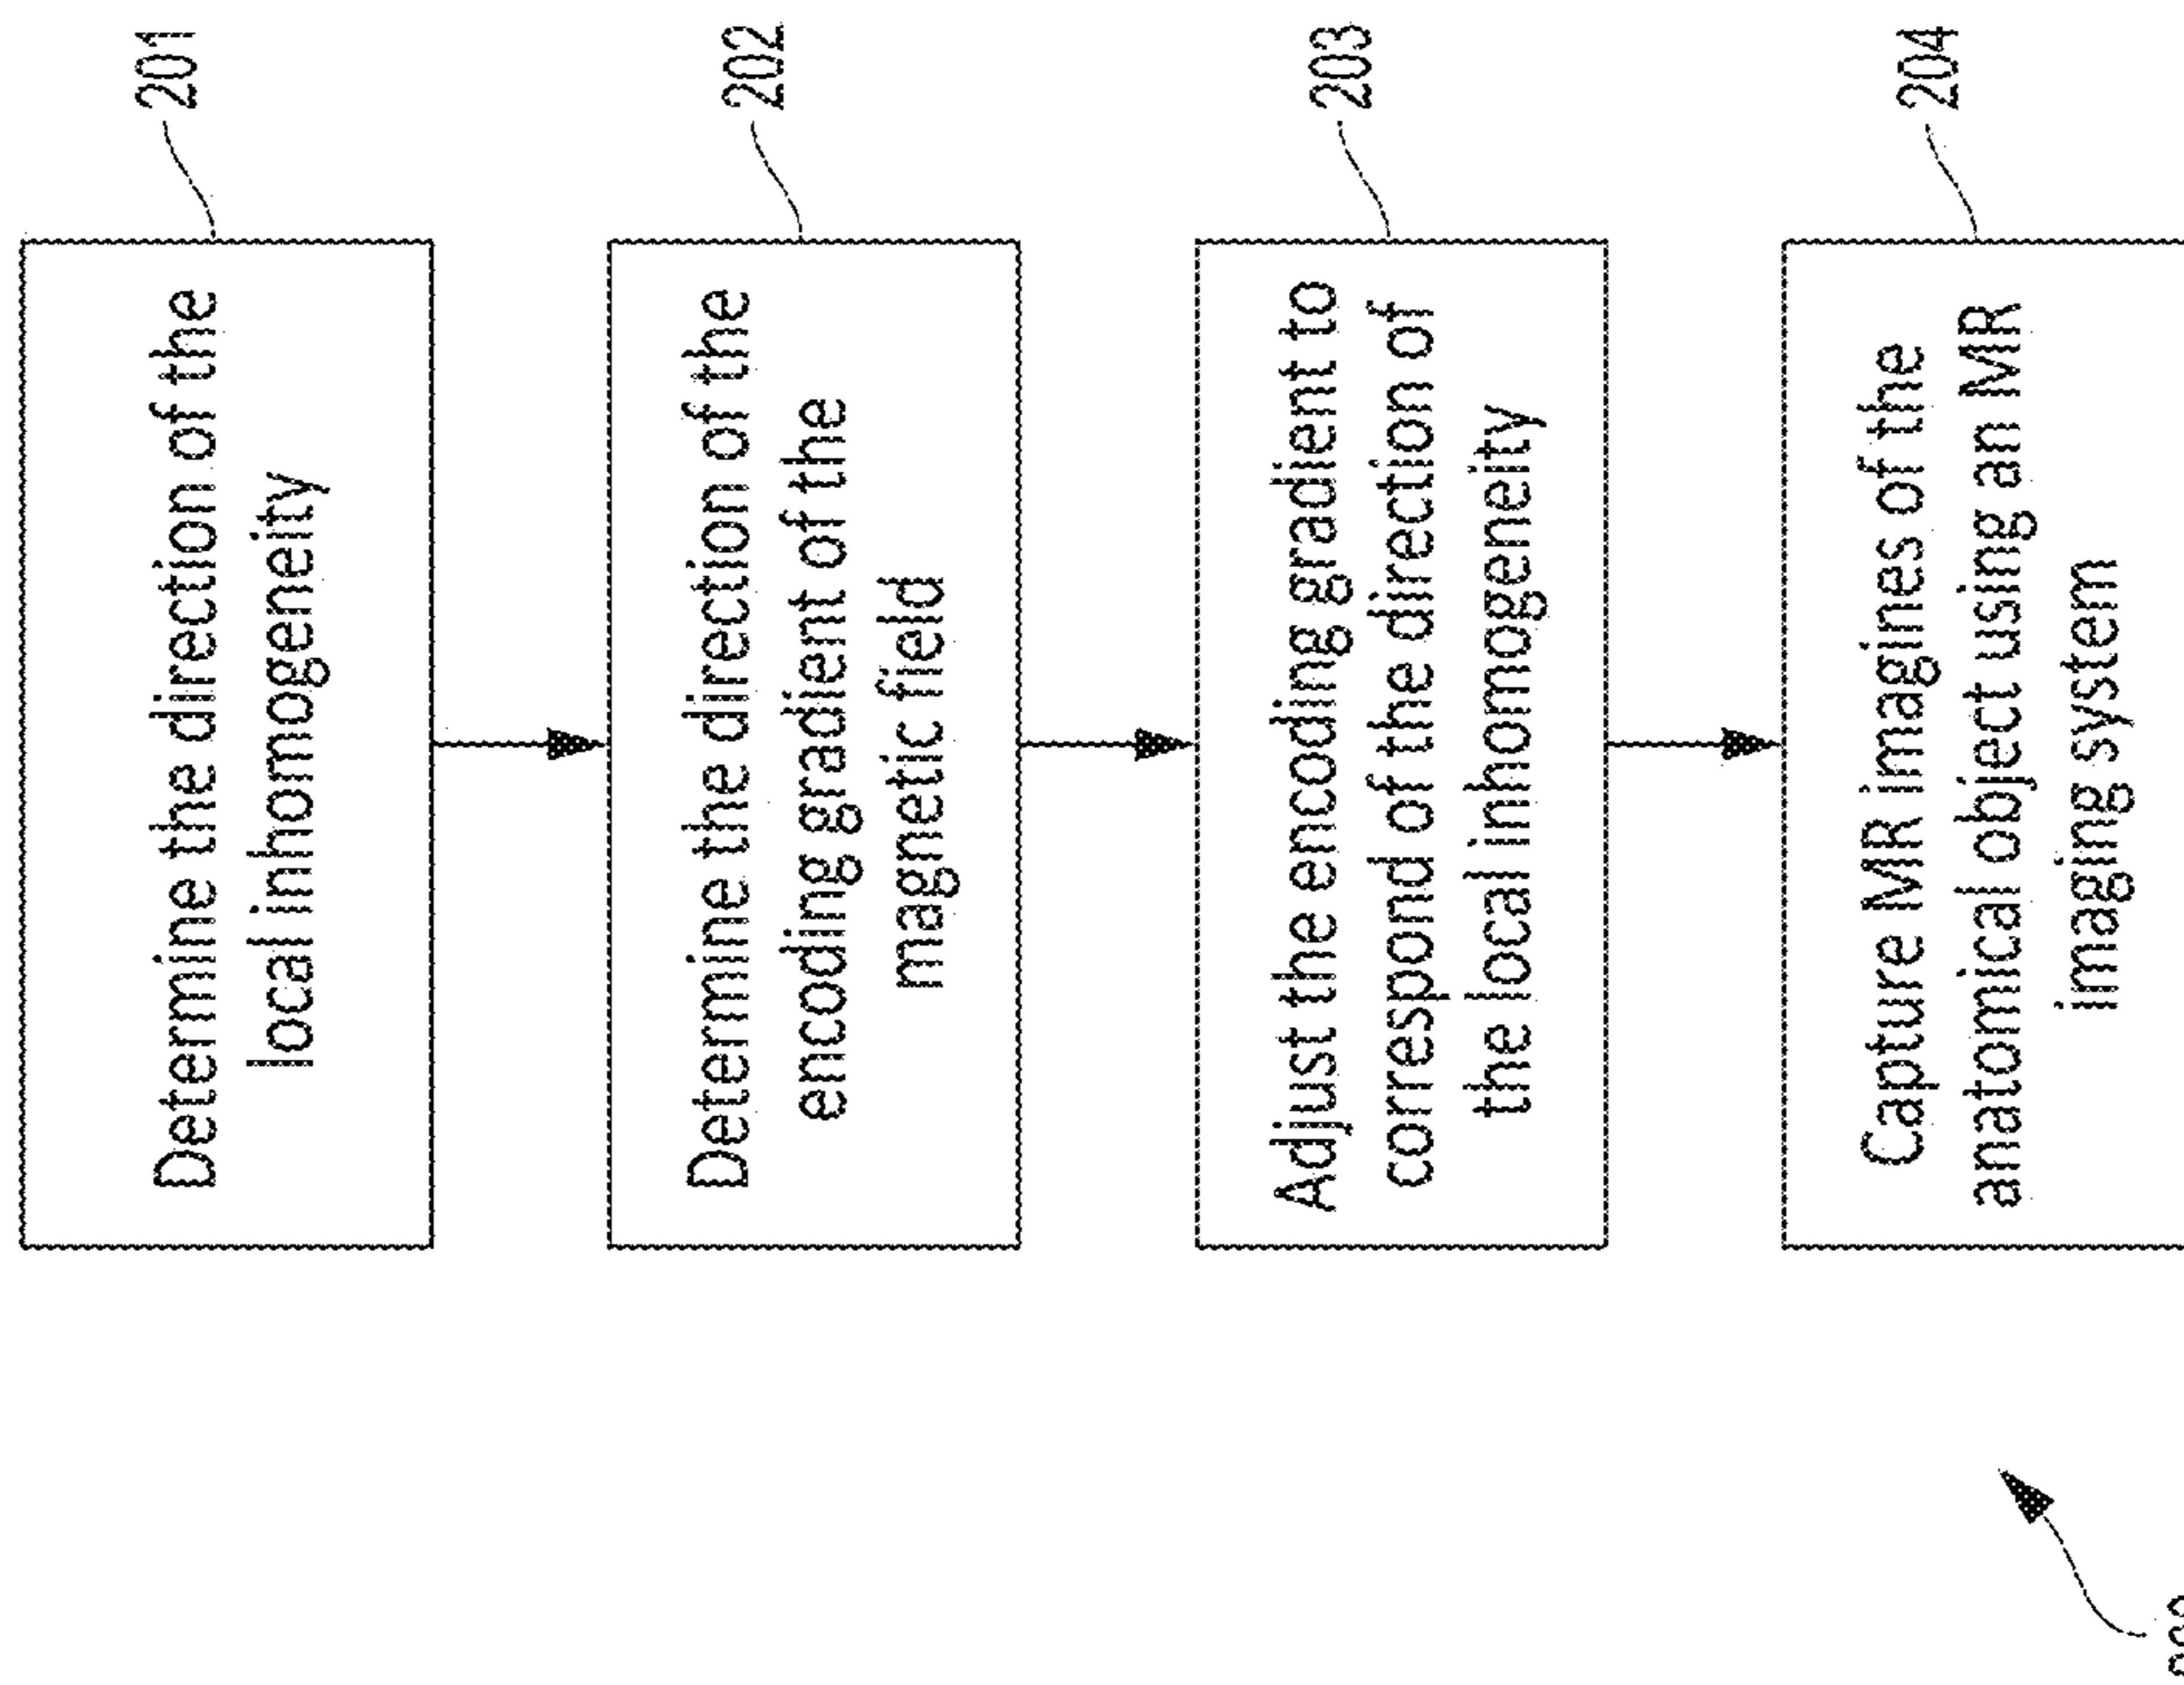 Determine the direction of the
local inhomogeneity
201
Determine the direction of the
encoding gradient of the
magnetic field
202
Adjust the encoding gradient to
correspond of the direction of
the local inhomogeneity
203
Capture MR imagines of the
anatomical object using an MR
imaging system
204